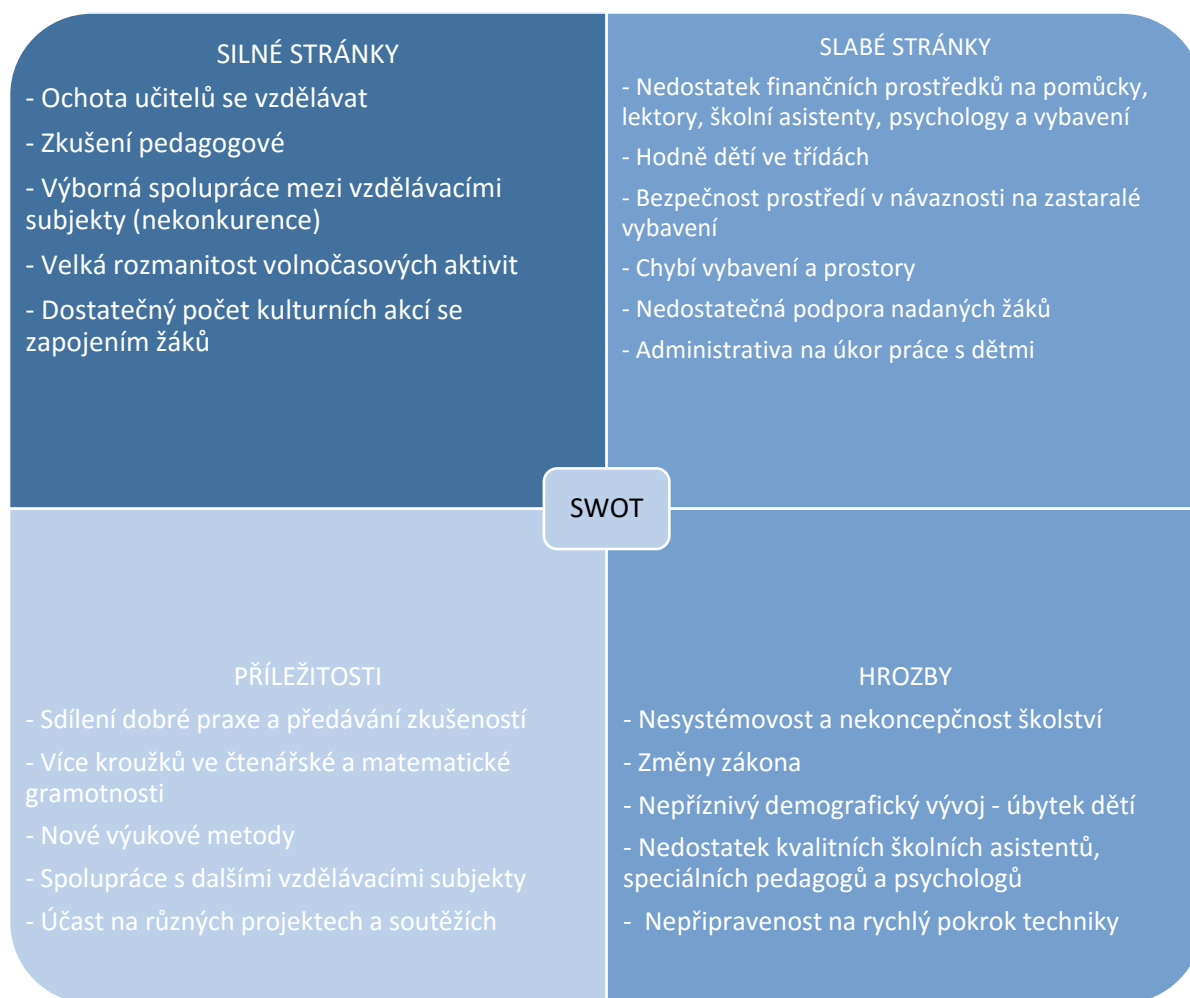 SILNÉ STRÁNKY
- Ochota učitelů se vzdělávat
- Zkušení pedagogové
- Výborná spolupráce mezi vzdělávacími
subjekty (nekonkurence)
- Velká rozmanitost volnočasových aktivit
- Dostatečný počet kulturních akcí se
zapojením žáků
SLABÉ STRÁNKY
- Nedostatek finančních prostředků na pomůcky,
lektory, školní asistenty, psychology a vybavení
- Hodně dětí ve třídách
- Bezpečnost prostředí v návaznosti na zastaralé
vybavení
- Chybí vybavení a prostory
- Nedostatečná podpora nadaných žáků
- Administrativa na úkor práce s dětmi
SWOT
PŘÍLEŽITOSTI
- Sdílení dobré praxe a předávání zkušeností
- Více kroužků ve čtenářské a matematické
gramotnosti
- Nové výukové metody
- Spolupráce s dalšími vzdělávacími subjekty
- Účast na různých projektech a soutěžích
HROZBY
- Nesystémovost a nekoncepčnost školství
- Změny zákona
- Nepříznivý demografický vývoj - úbytek dětí
- Nedostatek kvalitních školních asistentů,
speciálních pedagogů a psychologů
- Nepřipravenost na rychlý pokrok techniky